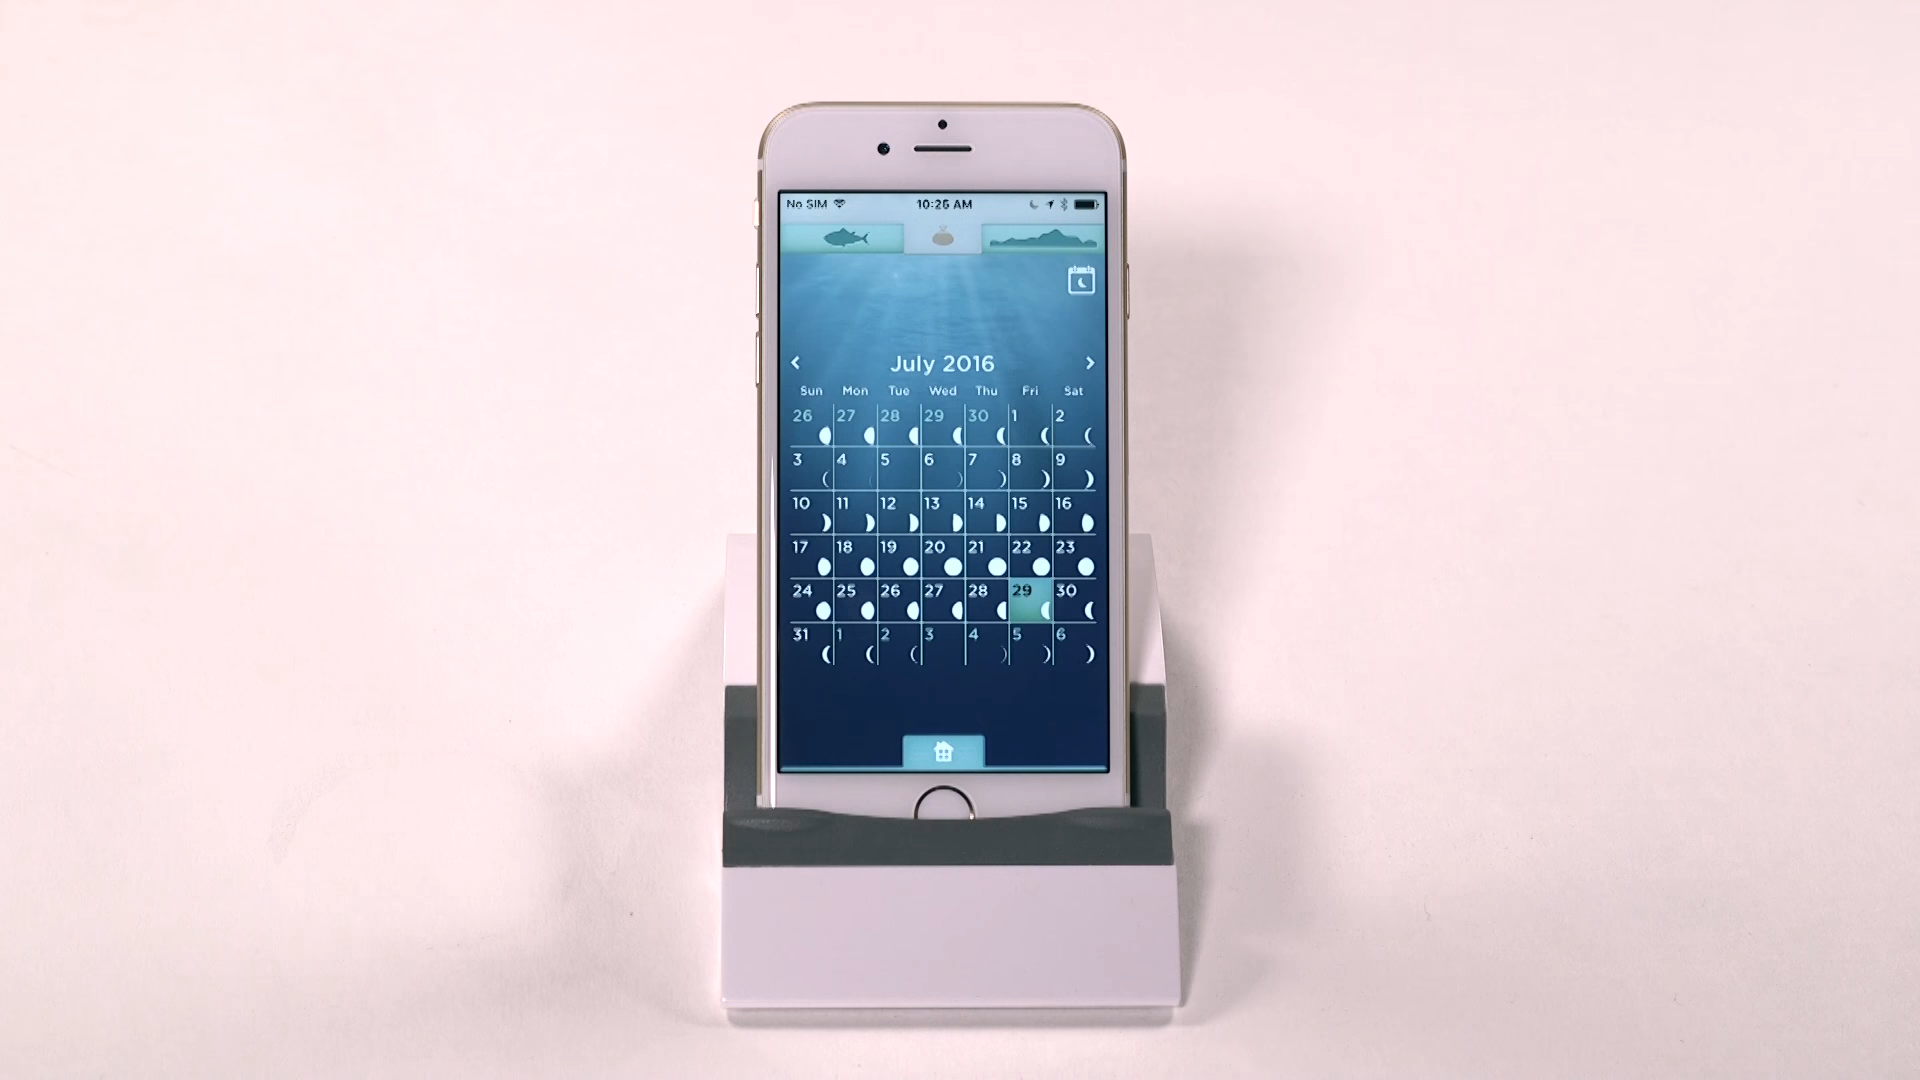 No SIM 10:26 AM
July 2016
Sun Mon Tue Wed Thu Fri Sat
26 27 28 29 30 1 2
3 4 5 6 7 8 9
10 11 12 13 14 15 16
17 18 19 20 21 22 23
24 25 26 27 28 29 30
31 1 2 3 4 5 6